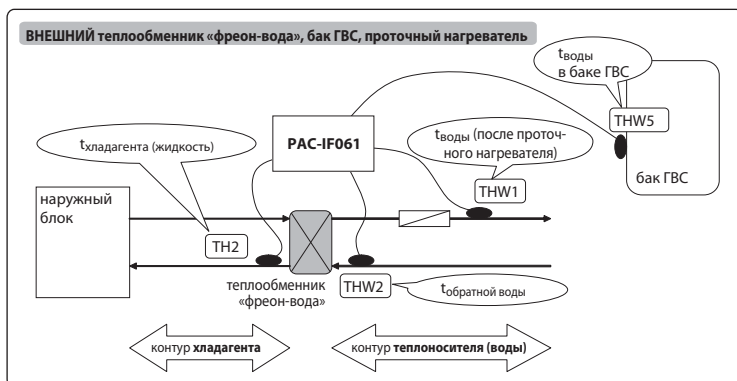 ВНЕШНИЙ теплообменник «фреон-вода», бак ГВС, проточный нагреватель
tводы
в баке ГВС
THW5
бак ГВС
tхладагента (жидкость)
PAC-IF061
tводы (после проточ-
ного нагревателя)
THW1
наружный
блок
TH2
теплообменник
«фреон-вода»
THW2
tобратной воды
контур хладагента
контур теплоносителя (воды)